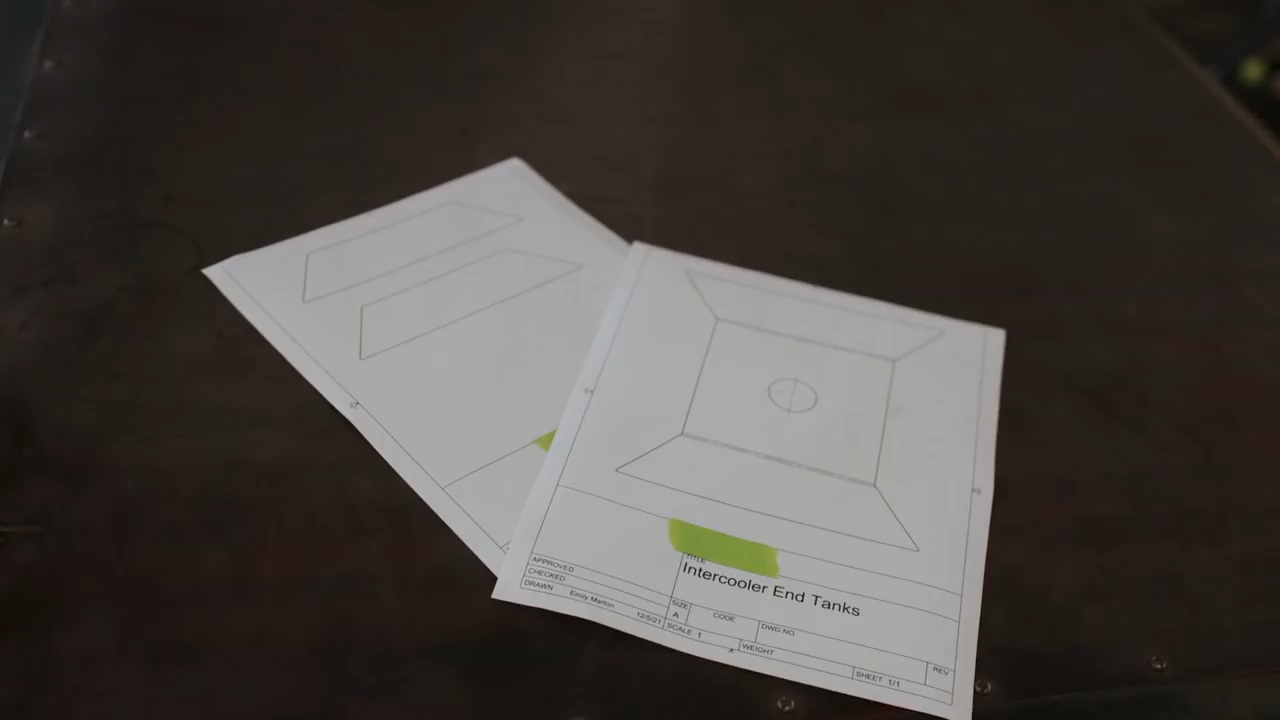 TITLE
Intercooler End Tanks
APPROVED
CHECKED
DRAWN Emily Marton 12/5/21
SIZE
A
CODE
DWG NO
REV
SCALE 1
WEIGHT
SHEET 1/1